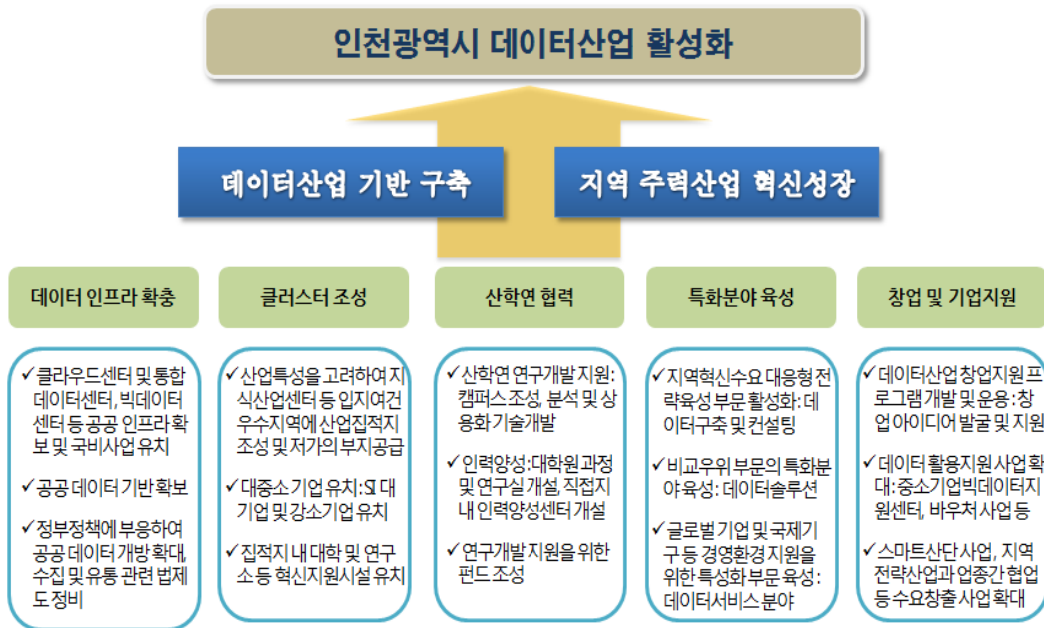 인천광역시 데이터산업 활성화
데이터산업 기반 구축
지역 주력산업 혁신성장
데이터 인프라 확충
클러스터 조성
산학연 협력
특화분야 육성
창업 및 기업지원
✓클라우드센터 및 통합
데이터센터, 빅데이터
센터 등 공공 인프라 확
보 및 국비사업 유치
✓공공 데이터 기반 확보
✓정부정책에 부응하여
공공 데이터 개방 확대,
수집 및 유통 관련 법제
도 정비
✓산업특성을 고려하여 지
식산업센터 등 입지여건
우수지역에 산업집적지
조성 및 저가의 부지공급
✓대중소 기업 유치:SI 대
기업 및 강소기업 유치
✓집적지 내 대학 및 연구
소 등 혁신지원시설 유치
✓산학연 연구개발 지원:
캠퍼스 조성, 분석 및 상
용화 기술개발
✓인력양성:대학원 과정
및 연구실 개설, 직접지
내 인력양성센터 개설
✓연구개발 지원을 위한
펀드 조성
✓지역혁신수요 대응형 전
략육성 부문 활성화: 데
이터구축 및 컨설팅
✓비교우위 부문의 특화분
야 육성: 데이터솔루션
✓글로벌 기업 및 국제기
구 등 경영환경 지원을
위한 특성화 부문 육성:
데이터서비스 분야
✓데이터산업 창업지원 프
로그램 개발 및 운용:창
업 아이디어 발굴 및 지원
✓데이터 활용지원 사업 확
대:중소기업빅데이터지
원센터, 바우처 사업 등
✓스마트산단 사업, 지역
전략산업과 업종간 협업
등 수요창출 사업 확대